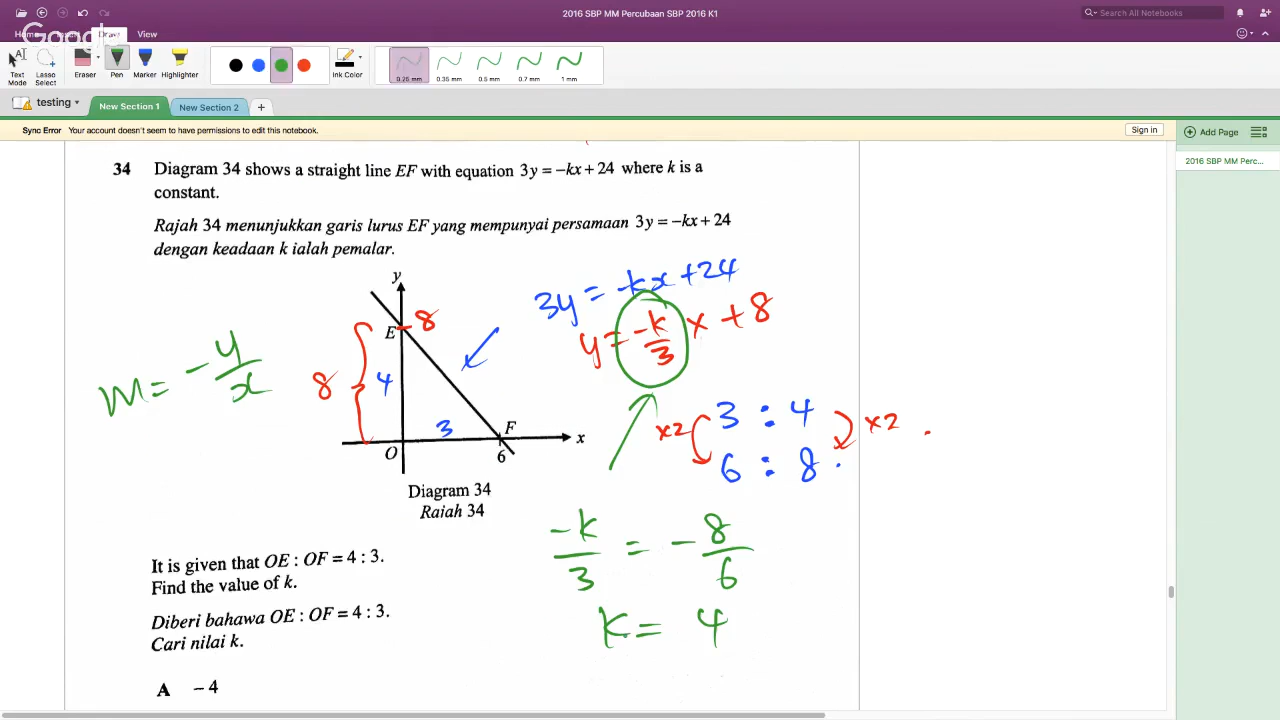 2016 SBP MM Percubaan SBP 2016 K1
Search All Notebooks
Home Insert Draw View
Text Mode
Lasso Select
Eraser
Pen
Marker
Highlighter
Ink Color
0.25 mm
0.35 mm
0.5 mm
0.7 mm
1 mm
testing
New Section 1
New Section 2
+
Sync Error Your account doesn't seem to have permissions to edit this notebook.
Sign in
Add Page
2016 SBP MM Perc...
34 Diagram 34 shows a straight line EF with equation 3y = –kx + 24 where k is a
constant.
Rajah 34 menunjukkan garis lurus EF yang mempunyai persamaan 3y = –kx + 24
dengan keadaan k ialah pemalar.
y
E
8
8
4
3
F
x
O
6
Diagram 34
Raiah 34
m = -y/x
3y = -kx + 24
y = -k/3 x + 8
x2 3 : 4 x2
6 : 8
-k/3 = -8/6
k = 4
It is given that OE : OF = 4 : 3.
Find the value of k.
Diberi bahawa OE : OF = 4 : 3.
Cari nilai k.
A – 4